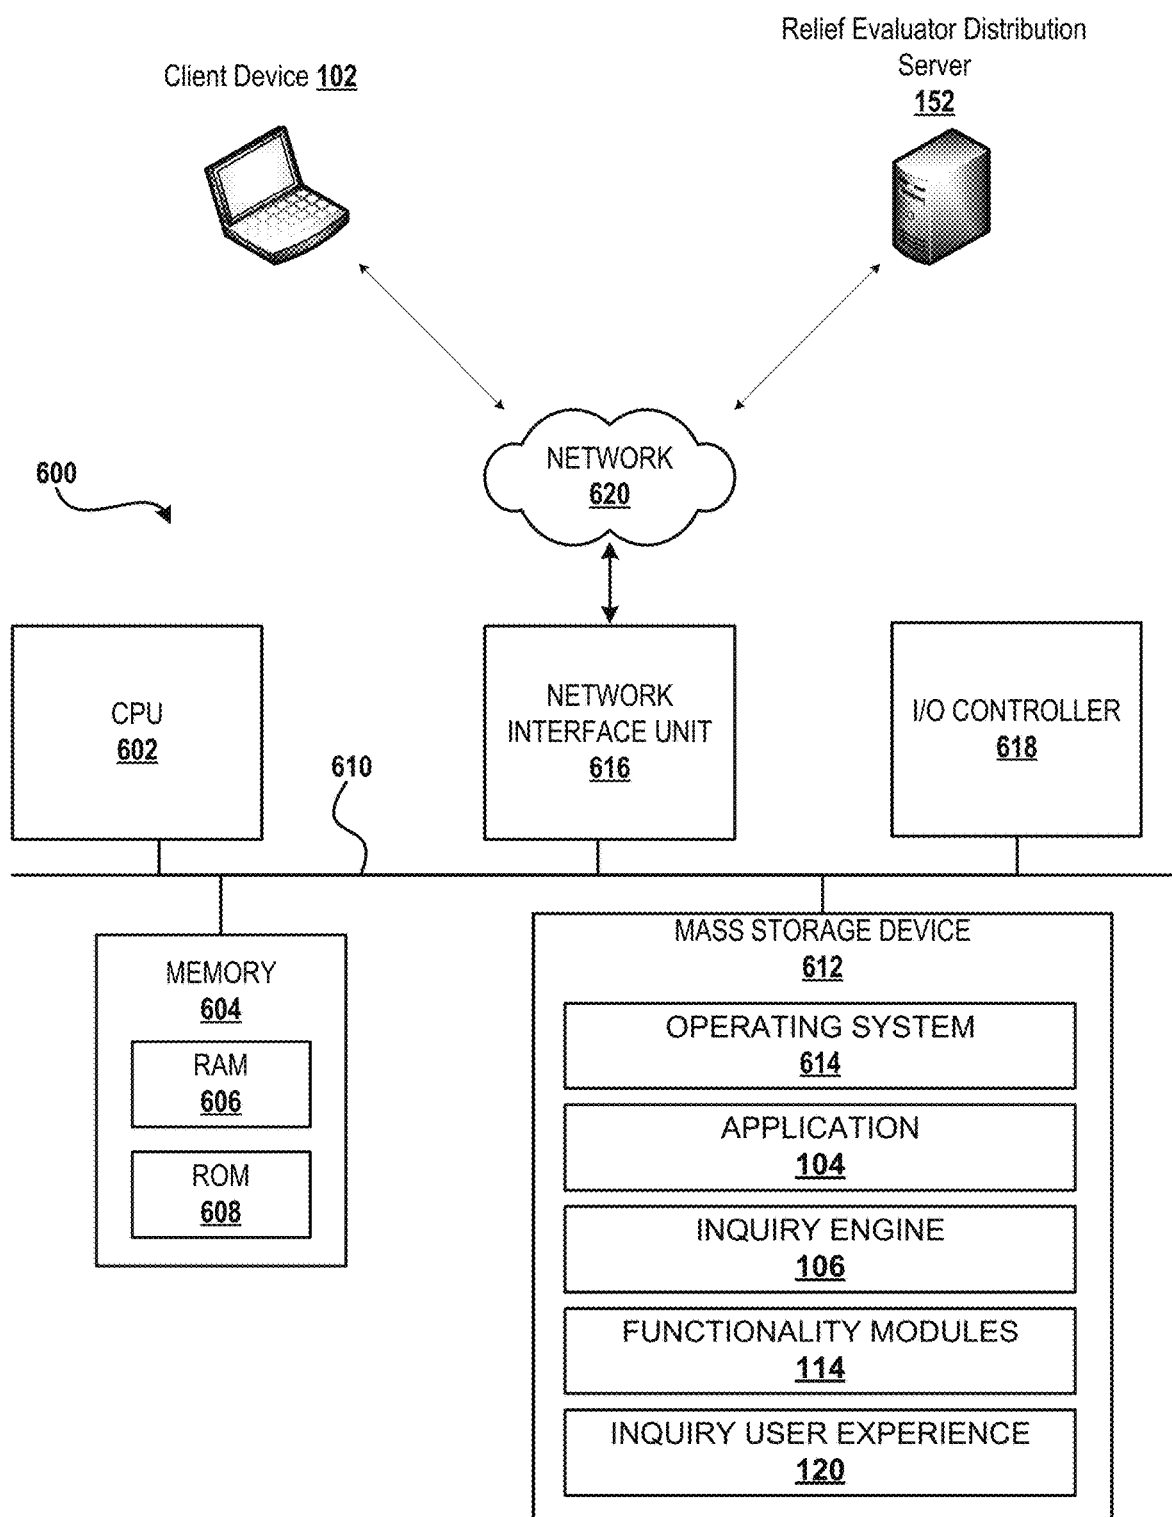 Relief Evaluator Distribution
Server
152
Client Device 102
NETWORK
620
600
CPU
602
NETWORK
INTERFACE UNIT
616
I/O CONTROLLER
618
610
MEMORY
604
RAM
606
ROM
608
MASS STORAGE DEVICE
612
OPERATING SYSTEM
614
APPLICATION
104
INQUIRY ENGINE
106
FUNCTIONALITY MODULES
114
INQUIRY USER EXPERIENCE
120